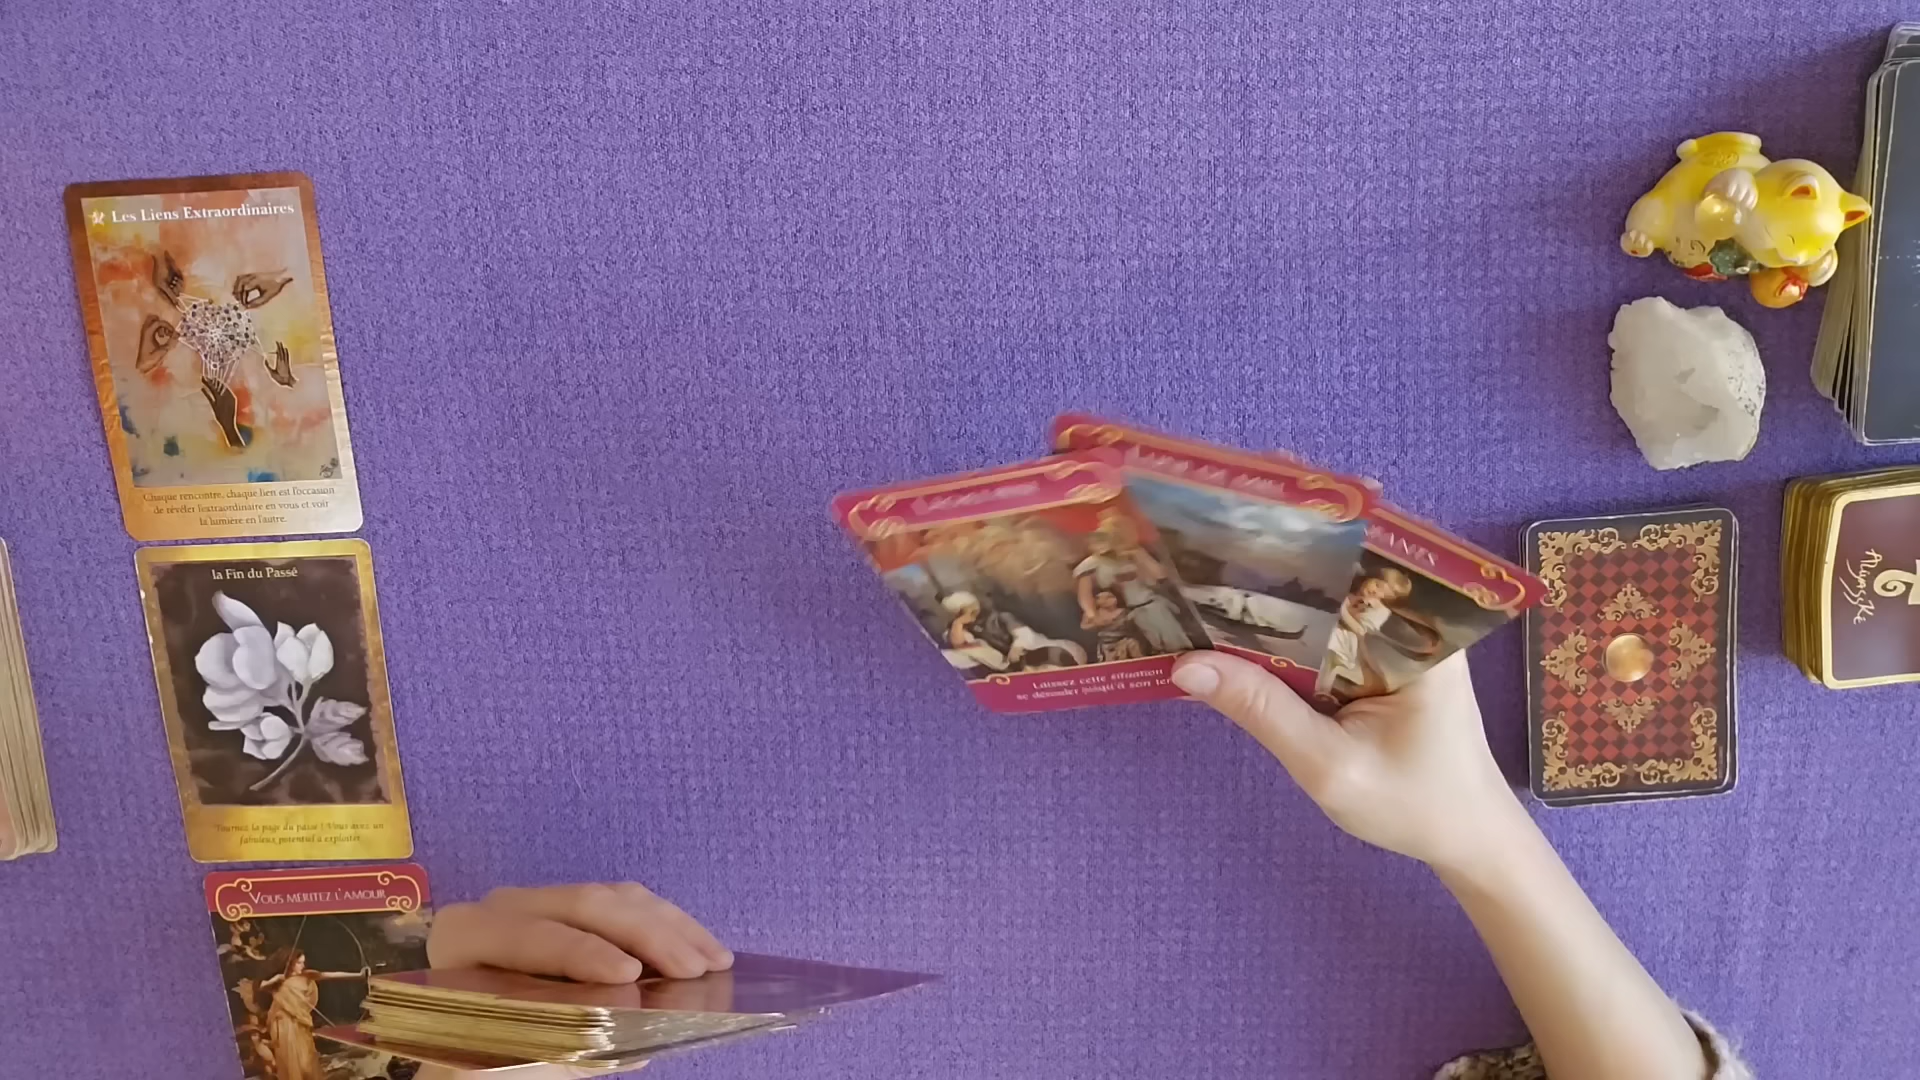 Les Liens Extraordinaires
Chaque rencontre, chaque lien est l'occasion
de révéler l'extraordinaire en vous et voir
la lumière en l'autre.
la Fin du Passé
Tournez la page du passé ! Vous avez un
fabuleux potentiel à exploiter
VOUS MERITEZ L'AMOUR
Laissez cette situation
se dérouler jusqu'à son